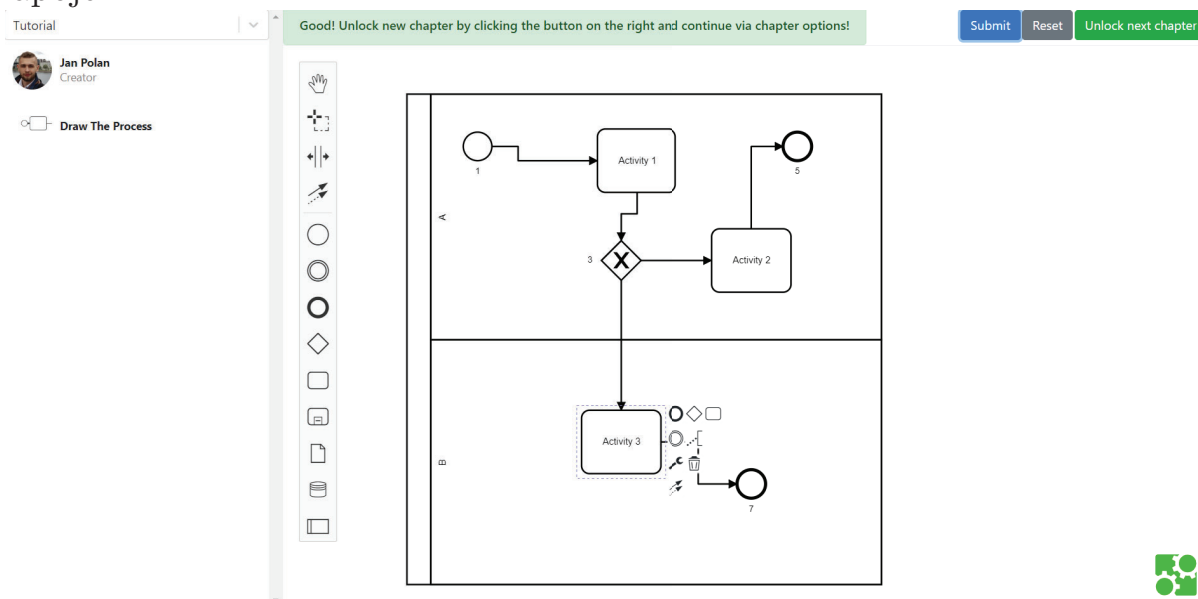 Tutorial
Good! Unlock new chapter by clicking the button on the right and continue via chapter options!
Submit
Reset
Unlock next chapter
Jan Polan
Creator
Draw The Process
A
1
Activity 1
5
3
X
Activity 2
B
Activity 3
7